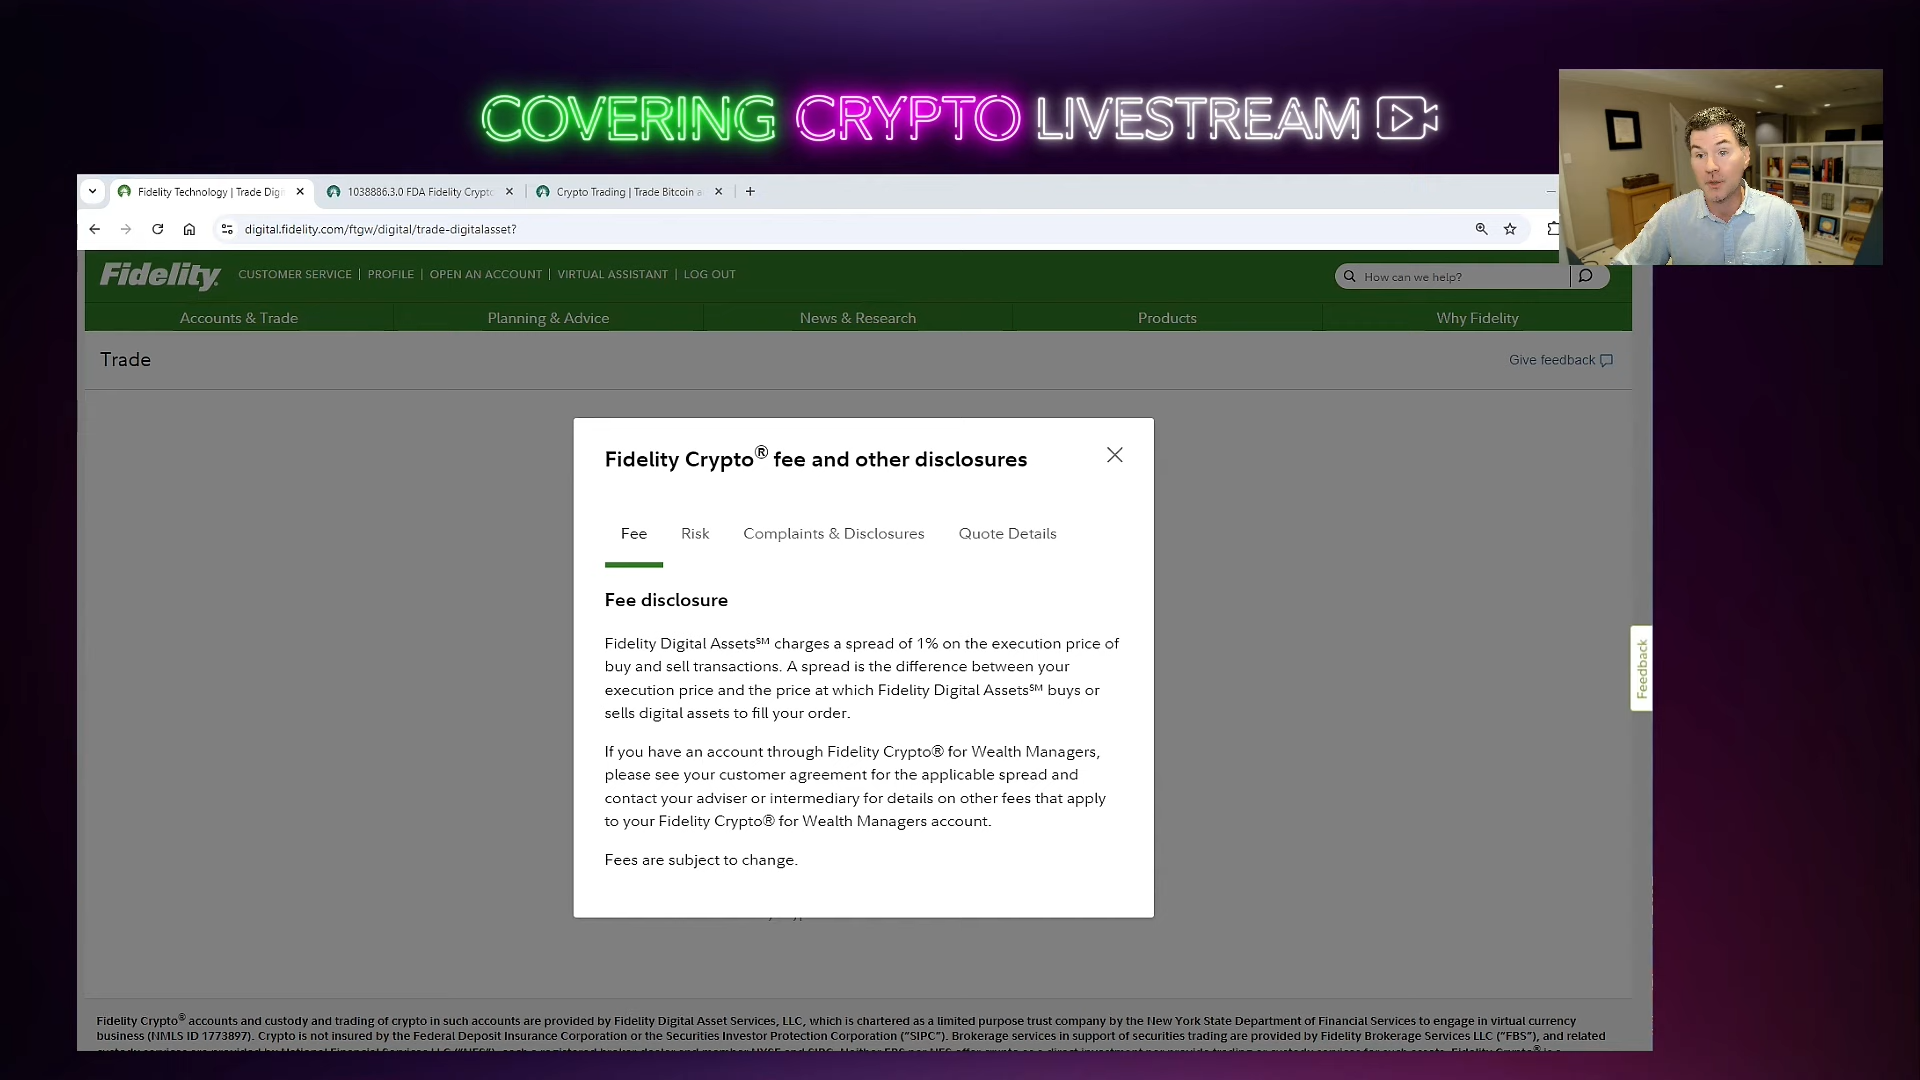 COVERING CRYPTO LIVESTREAM
Fidelity Technology | Trade Digi
1038886.3.0 FDA Fidelity Crypto
Crypto Trading | Trade Bitcoin a
digital.fidelity.com/ftgw/digital/trade-digitalasset?
Fidelity
CUSTOMER SERVICE | PROFILE | OPEN AN ACCOUNT | VIRTUAL ASSISTANT | LOG OUT
How can we help?
Accounts & Trade
Planning & Advice
News & Research
Products
Why Fidelity
Trade
Give feedback
Fidelity Crypto® fee and other disclosures
Fee
Risk
Complaints & Disclosures
Quote Details
Fee disclosure
Fidelity Digital Assets℠ charges a spread of 1% on the execution price of
buy and sell transactions. A spread is the difference between your
execution price and the price at which Fidelity Digital Assets℠ buys or
sells digital assets to fill your order.
If you have an account through Fidelity Crypto® for Wealth Managers,
please see your customer agreement for the applicable spread and
contact your adviser or intermediary for details on other fees that apply
to your Fidelity Crypto® for Wealth Managers account.
Fees are subject to change.
Feedback
Fidelity Crypto® accounts and custody and trading of crypto in such accounts are provided by Fidelity Digital Asset Services, LLC, which is chartered as a limited purpose trust company by the New York State Department of Financial Services to engage in virtual currency
business (NMLS ID 1773897). Crypto is not insured by the Federal Deposit Insurance Corporation or the Securities Investor Protection Corporation ("SIPC"). Brokerage services in support of securities trading are provided by Fidelity Brokerage Services LLC ("FBS"), and related